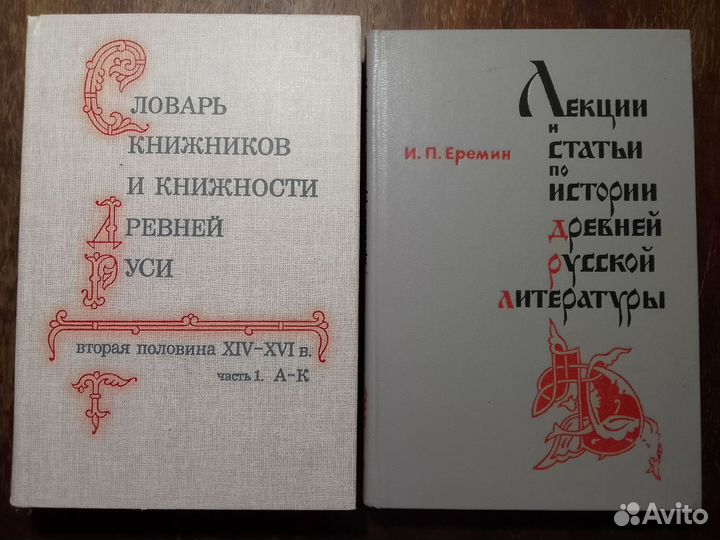 Словарь
книжников
и книжности
Древней
Руси
вторая половина XIV–XVI в.
часть 1. А–К
И. П. Еремин
Лекции
и
статьи
по
истории
древней
русской
литературы
Avito